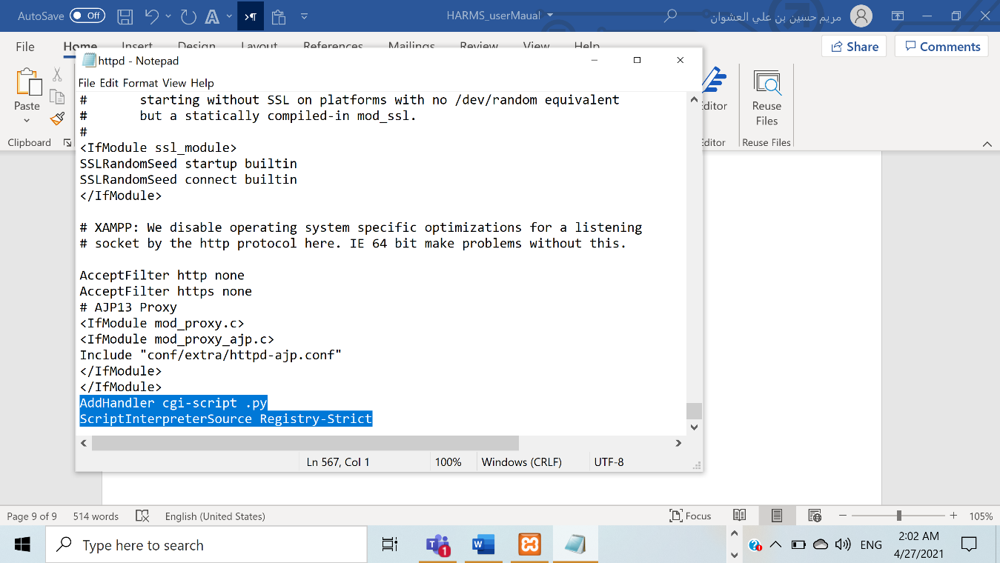 AutoSave Off HARMS_userMaual مريم حسين بن علي العشوان
File Home Insert Design Layout References Mailings Review View Help Share Comments
httpd - Notepad
File Edit Format View Help
# starting without SSL on platforms with no /dev/random equivalent
# but a statically compiled-in mod_ssl.
#
<IfModule ssl_module>
SSLRandomSeed startup builtin
SSLRandomSeed connect builtin
</IfModule>
# XAMPP: We disable operating system specific optimizations for a listening
# socket by the http protocol here. IE 64 bit make problems without this.
AcceptFilter http none
AcceptFilter https none
# AJP13 Proxy
<IfModule mod_proxy.c>
<IfModule mod_proxy_ajp.c>
Include "conf/extra/httpd-ajp.conf"
</IfModule>
</IfModule>
AddHandler cgi-script .py
ScriptInterpreterSource Registry-Strict
Ln 567, Col 1 100% Windows (CRLF) UTF-8
Paste
Clipboard
ditor
ditor
Reuse
Files
Reuse Files
Page 9 of 9 514 words English (United States) Focus 105%
Type here to search
T 1 W
ENG
2:02 AM
4/27/2021